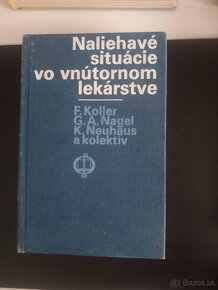 Naliehavé
situácie
vo vnútornom
lekárstve
F. Koller
G. A. Nagel
K. Neuhaus
a kolektív
Bazos.sk